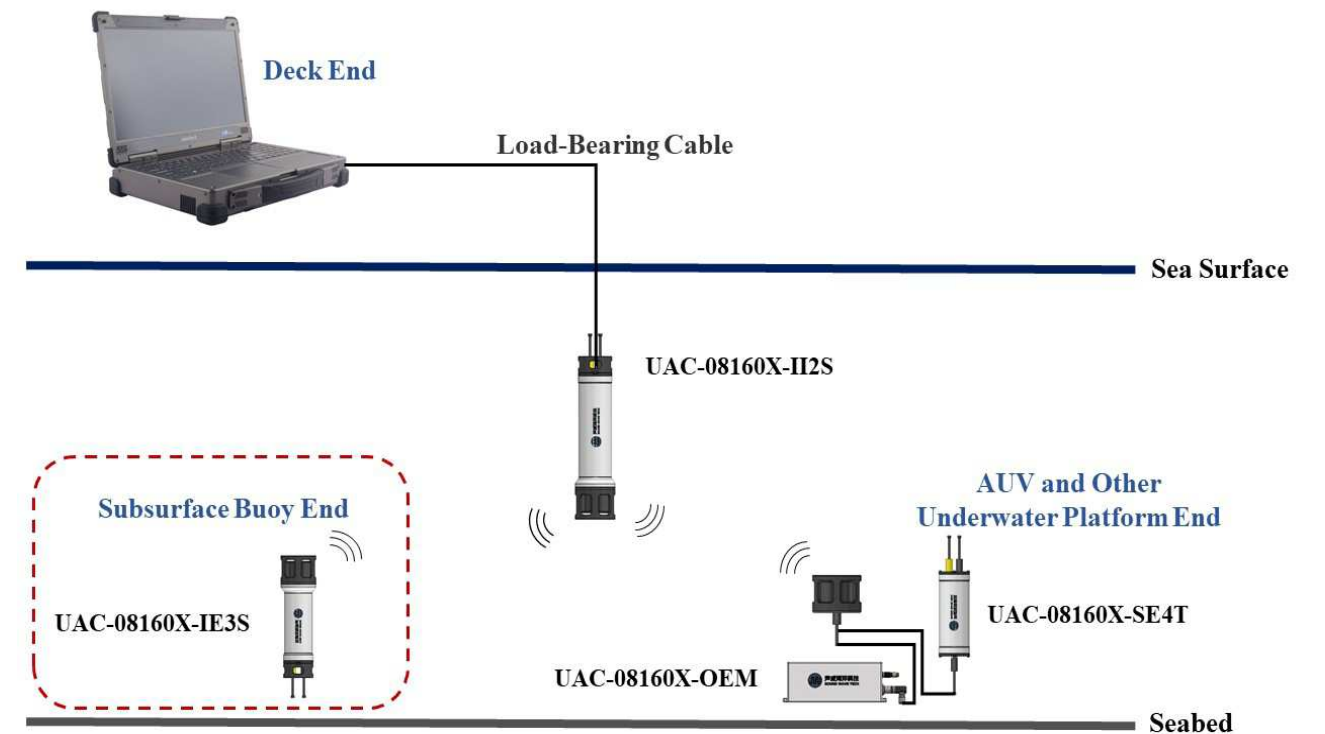 Deck End
Load-Bearing Cable
Sea Surface
UAC-08160X-II2S
Subsurface Buoy End
AUV and Other
Underwater Platform End
UAC-08160X-IE3S
UAC-08160X-SE4T
UAC-08160X-OEM
Seabed